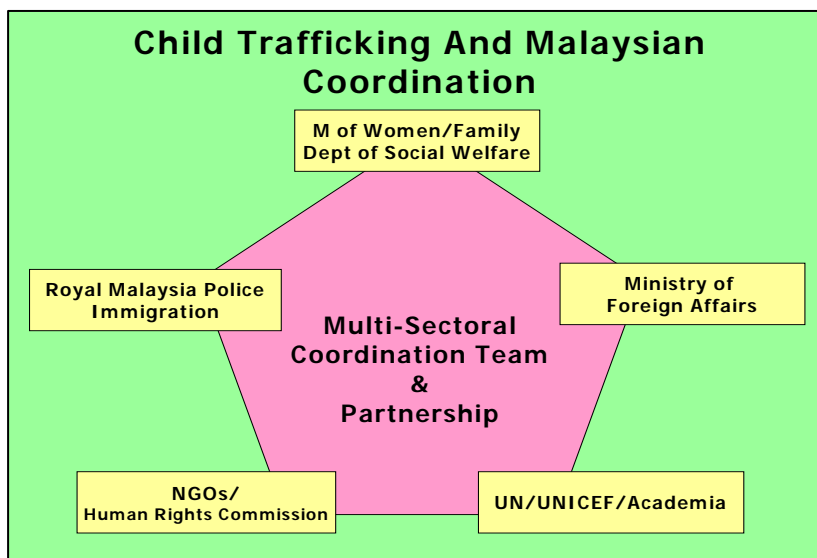 Child Trafficking And Malaysian
Coordination
M of Women/Family
Dept of Social Welfare
Royal Malaysia Police
Immigration
Ministry of
Foreign Affairs
Multi-Sectoral
Coordination Team
&
Partnership
NGOs/
Human Rights Commission
UN/UNICEF/Academia